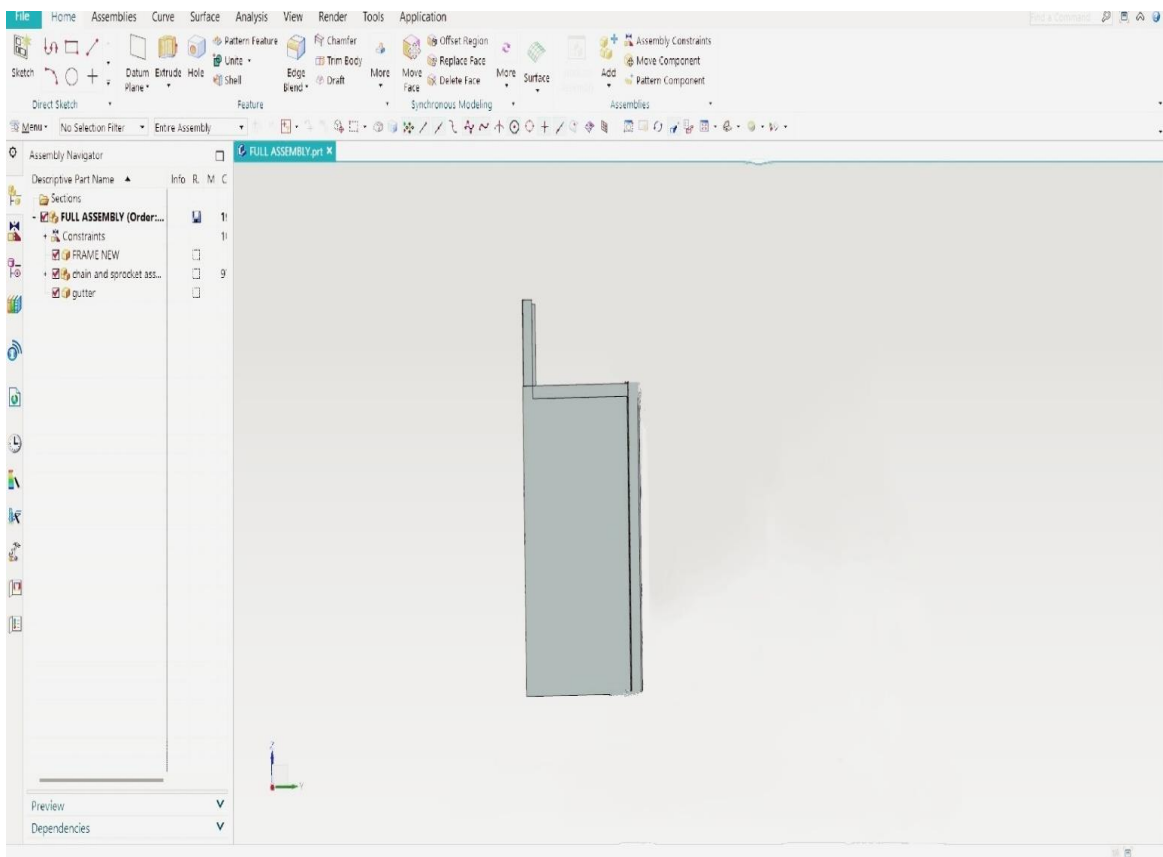 File Home Assemblies Curve Surface Analysis View Render Tools Application
Pattern Feature Chamfer Offset Region Assembly Constraints
Unite Trim Body Replace Face Move Component
Sketch Datum Plane Extrude Hole Shell Edge Blend Draft More Move Face Delete Face More Surface Add Pattern Component
Direct Sketch Feature Synchronous Modeling Assemblies
Menu No Selection Filter Entire Assembly
Assembly Navigator FULL ASSEMBLY.prt
Descriptive Part Name Info R. M C
Sections
FULL ASSEMBLY (Order:...
Constraints
FRAME NEW
chain and sprocket ass...
gutter
Z
Y
Preview
Dependencies